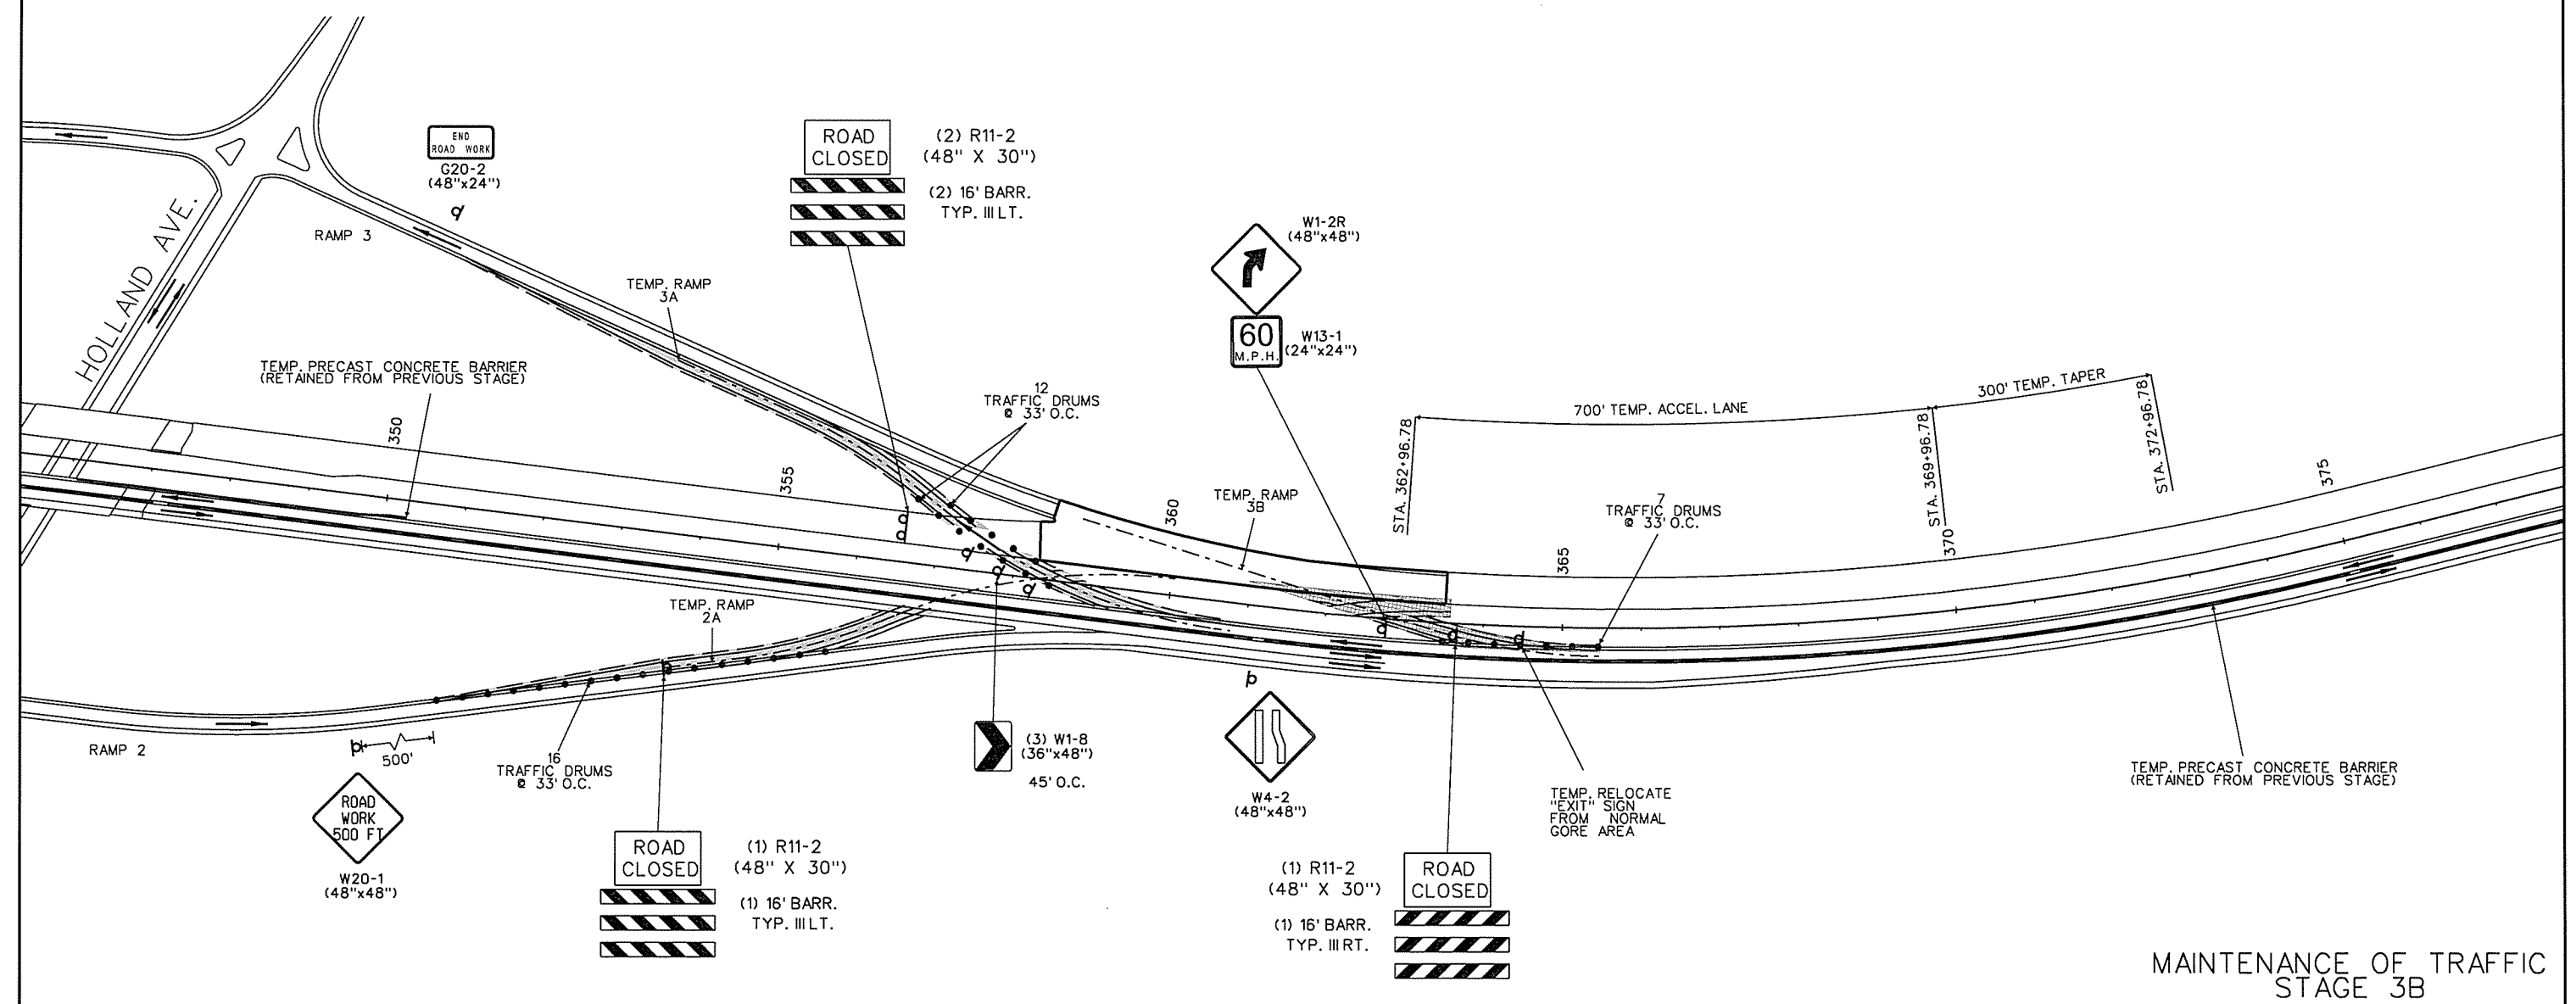 END
ROAD WORK
G20-2
(48"x24")
ROAD
CLOSED
(2) R11-2
(48" X 30")
(2) 16' BARR.
TYP. III LT.
HOLLAND AVE.
RAMP 3
TEMP. RAMP
3A
W1-2R
(48"x48")
60
M.P.H.
W13-1
(24"x24")
TEMP. PRECAST CONCRETE BARRIER
(RETAINED FROM PREVIOUS STAGE)
12
TRAFFIC DRUMS
@ 33' O.C.
700' TEMP. ACCEL. LANE
300' TEMP. TAPER
STA. 362+96.78
STA. 369+96.78
STA. 372+96.78
350
355
360
365
370
375
TEMP. RAMP
3B
7
TRAFFIC DRUMS
@ 33' O.C.
TEMP. RAMP
2A
RAMP 2
500'
16
TRAFFIC DRUMS
@ 33' O.C.
(3) W1-8
(36"x48")
45' O.C.
W4-2
(48"x48")
TEMP. RELOCATE
"EXIT" SIGN
FROM NORMAL
GORE AREA
TEMP. PRECAST CONCRETE BARRIER
(RETAINED FROM PREVIOUS STAGE)
ROAD
WORK
500 FT
W20-1
(48"x48")
ROAD
CLOSED
(1) R11-2
(48" X 30")
(1) 16' BARR.
TYP. III LT.
(1) R11-2
(48" X 30")
(1) 16' BARR.
TYP. III RT.
ROAD
CLOSED
MAINTENANCE OF TRAFFIC
STAGE 3B